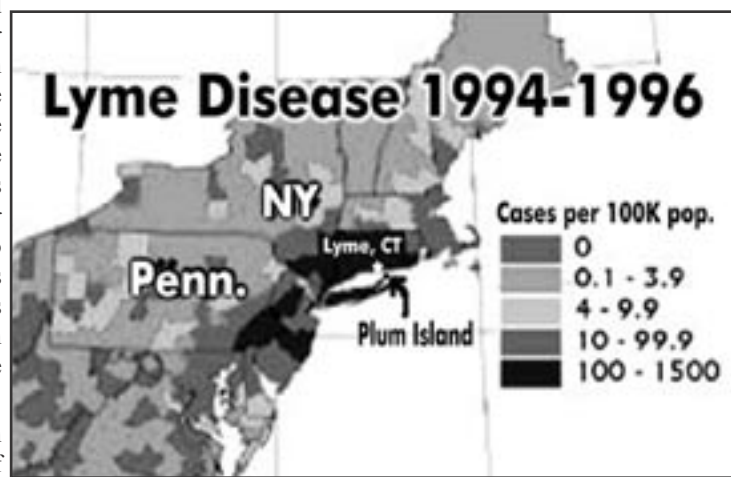 Lyme Disease 1994-1996
NY
Lyme, CT
Penn.
Plum Island
Cases per 100K pop.
0
0.1 - 3.9
4 - 9.9
10 - 99.9
100 - 1500